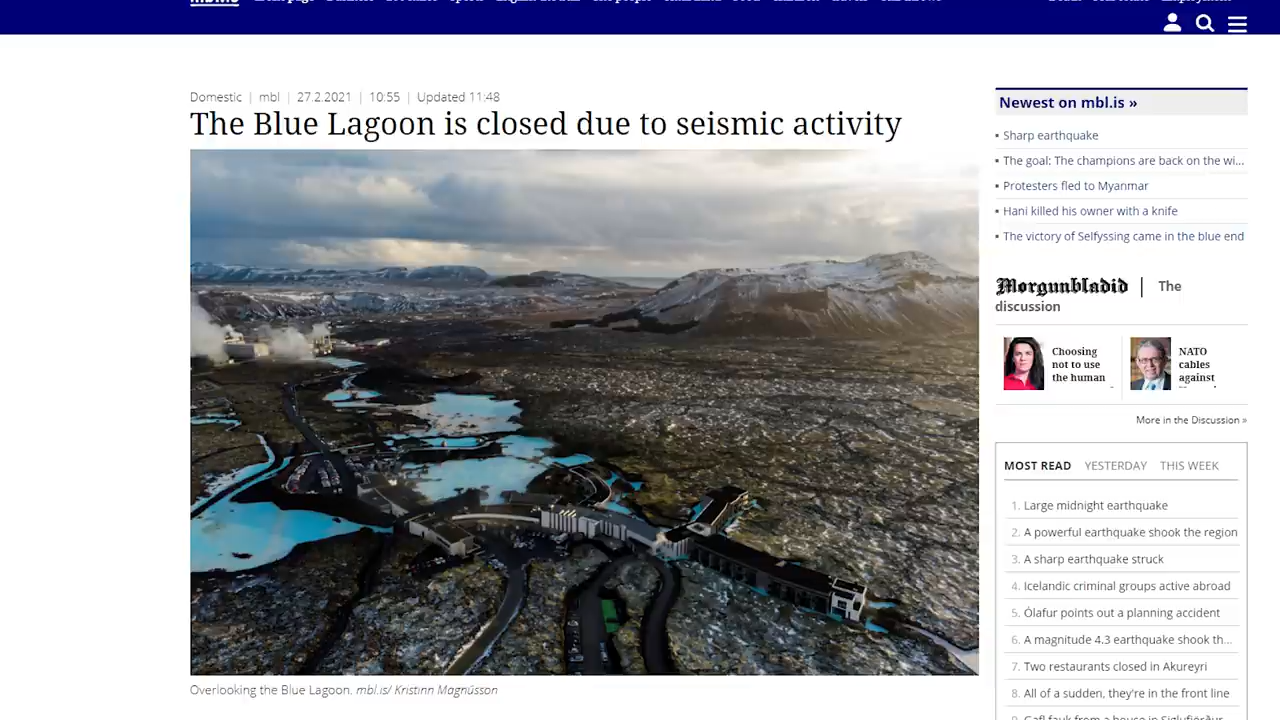 Domestic | mbl | 27.2.2021 | 10:55 | Updated 11:48
The Blue Lagoon is closed due to seismic activity
Overlooking the Blue Lagoon. mbl.is/ Kristinn Magnússon
Newest on mbl.is »
Sharp earthquake
The goal: The champions are back on the wi...
Protesters fled to Myanmar
Hani killed his owner with a knife
The victory of Selfyssing came in the blue end
Morgunbladid | The
discussion
Choosing
not to use
the human
NATO
cables
against
More in the Discussion »
MOST READ YESTERDAY THIS WEEK
1. Large midnight earthquake
2. A powerful earthquake shook the region
3. A sharp earthquake struck
4. Icelandic criminal groups active abroad
5. Ólafur points out a planning accident
6. A magnitude 4.3 earthquake shook th...
7. Two restaurants closed in Akureyri
8. All of a sudden, they're in the front line